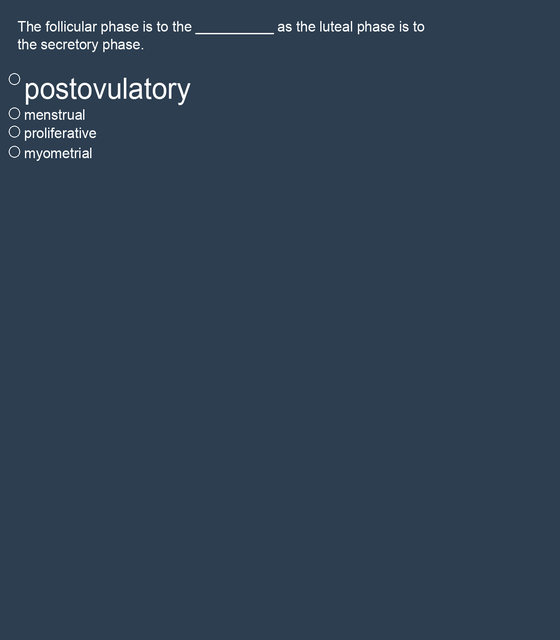 The follicular phase is to the ___________ as the luteal phase is to
the secretory phase.
postovulatory
menstrual
proliferative
myometrial